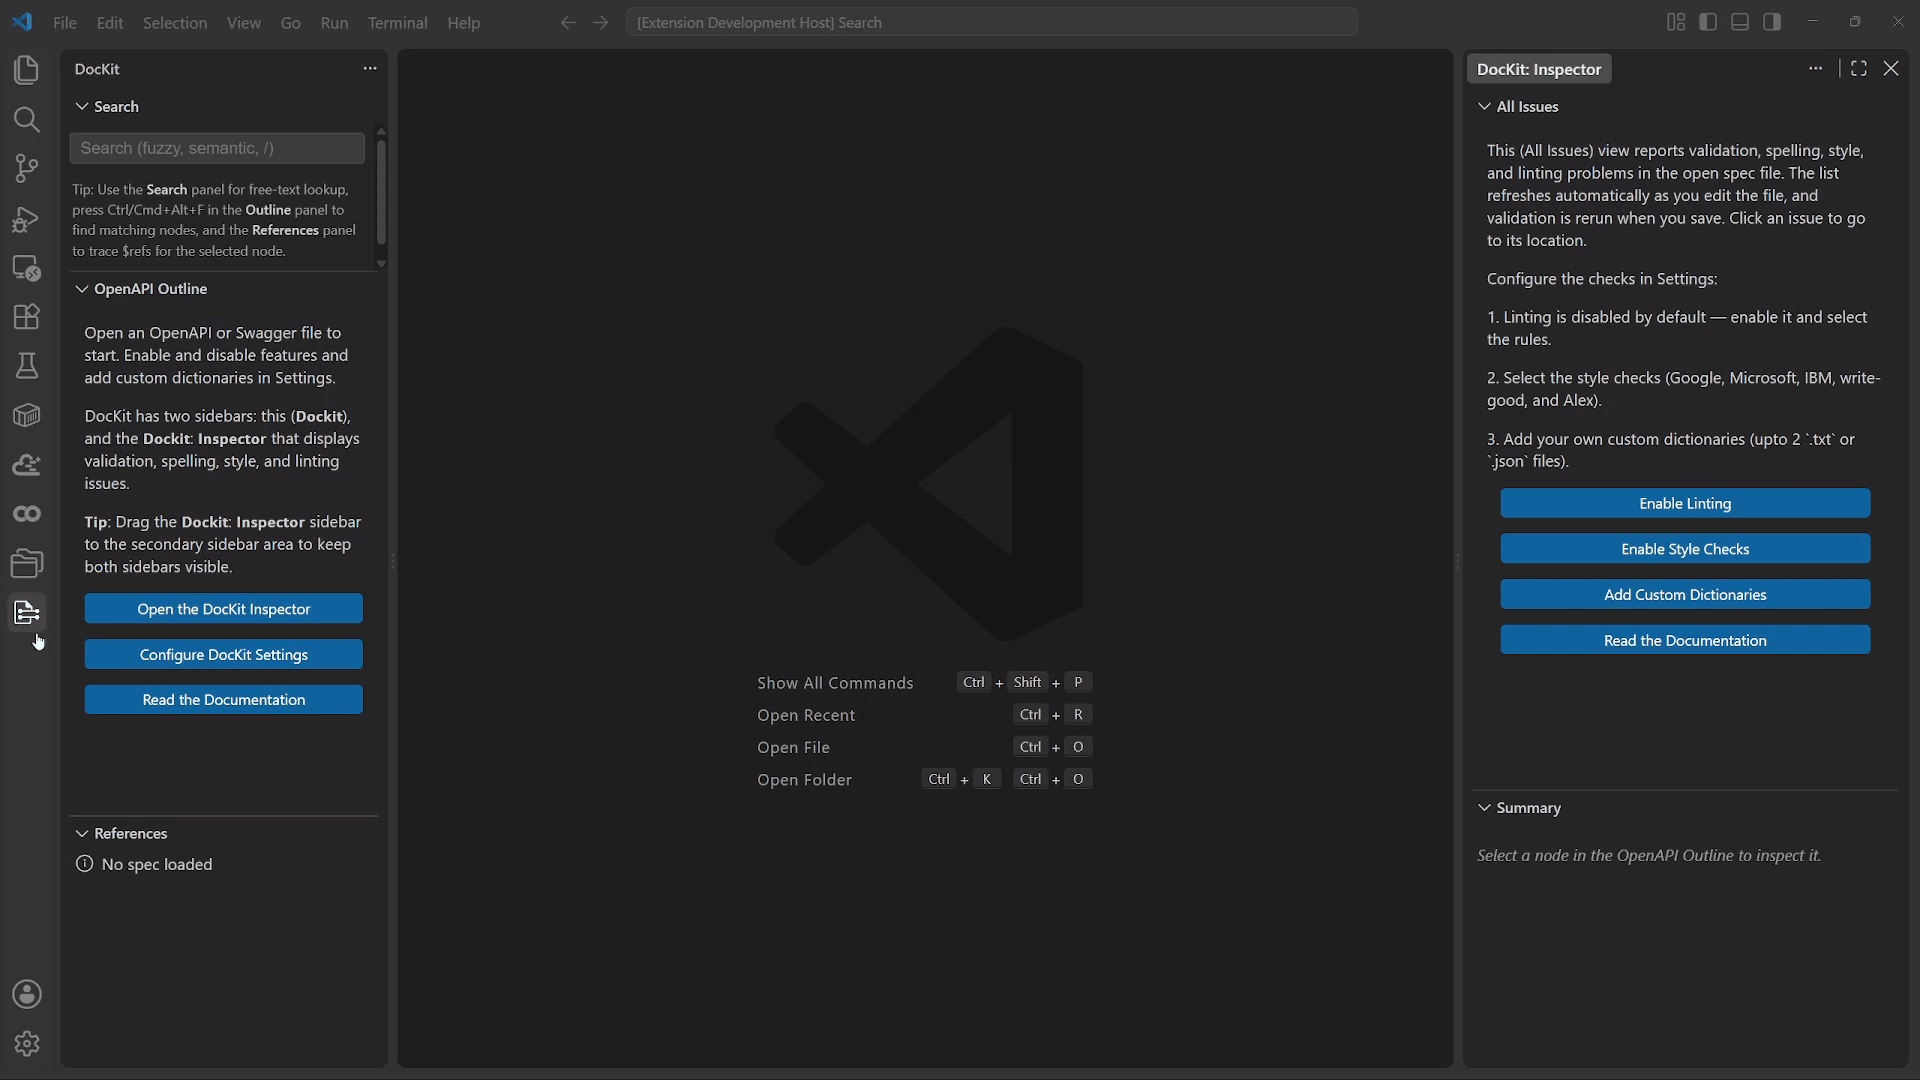 File Edit Selection View Go Run Terminal Help
[Extension Development Host] Search
DocKit
Search
Search (fuzzy, semantic, /)
Tip: Use the Search panel for free-text lookup,
press Ctrl/Cmd+Alt+F in the Outline panel to
find matching nodes, and the References panel
to trace $refs for the selected node.
OpenAPI Outline
Open an OpenAPI or Swagger file to
start. Enable and disable features and
add custom dictionaries in Settings.
DocKit has two sidebars: this (Dockit),
and the Dockit: Inspector that displays
validation, spelling, style, and linting
issues.
Tip: Drag the Dockit: Inspector sidebar
to the secondary sidebar area to keep
both sidebars visible.
Open the DocKit Inspector
Configure DocKit Settings
Read the Documentation
References
No spec loaded
Show All Commands Ctrl + Shift + P
Open Recent Ctrl + R
Open File Ctrl + O
Open Folder Ctrl + K Ctrl + O
DocKit: Inspector
All Issues
This (All Issues) view reports validation, spelling, style,
and linting problems in the open spec file. The list
refreshes automatically as you edit the file, and
validation is rerun when you save. Click an issue to go
to its location.
Configure the checks in Settings:
1. Linting is disabled by default — enable it and select
the rules.
2. Select the style checks (Google, Microsoft, IBM, write-
good, and Alex).
3. Add your own custom dictionaries (upto 2 `.txt` or
`.json` files).
Enable Linting
Enable Style Checks
Add Custom Dictionaries
Read the Documentation
Summary
Select a node in the OpenAPI Outline to inspect it.